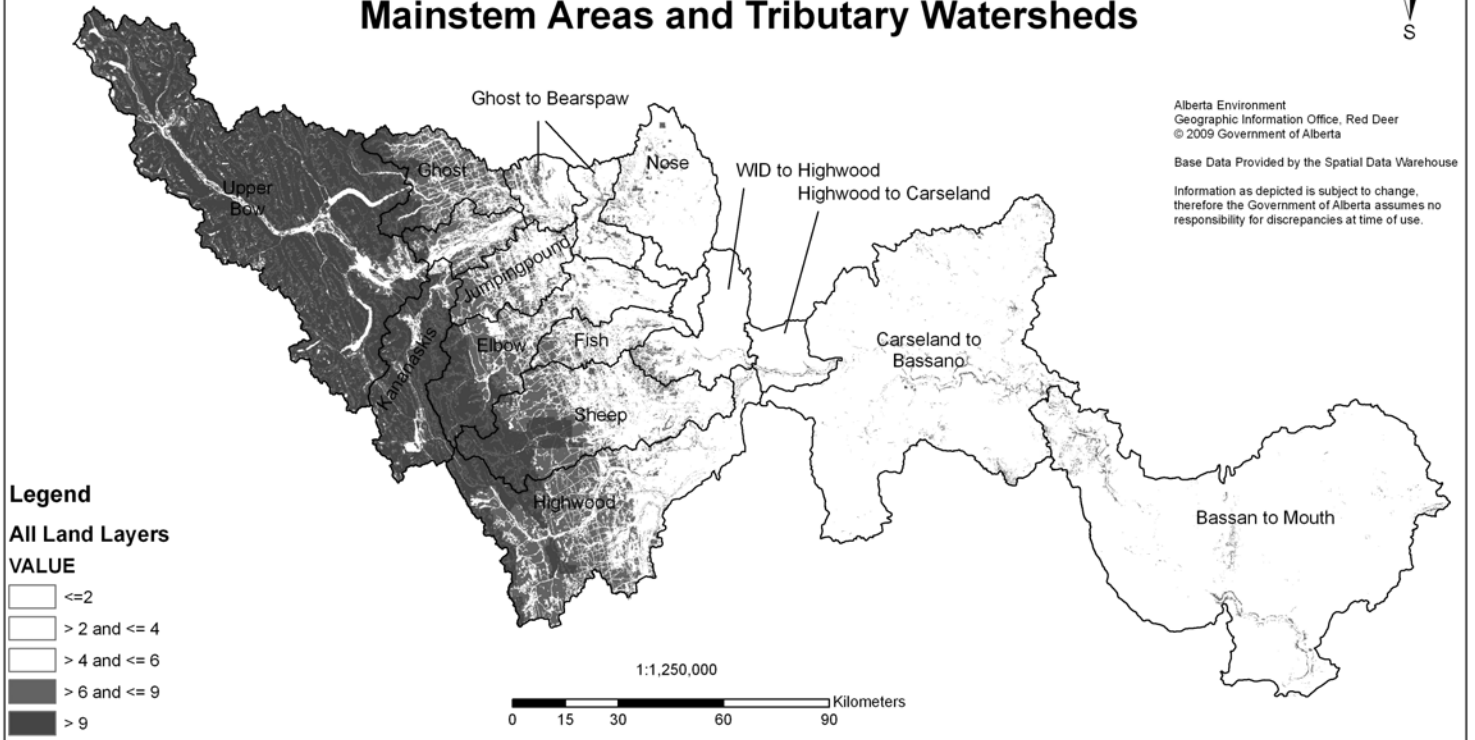 Mainstem Areas and Tributary Watersheds
S
Ghost to Bearspaw
Alberta Environment
Geographic Information Office, Red Deer
© 2009 Government of Alberta
Base Data Provided by the Spatial Data Warehouse
Information as depicted is subject to change,
therefore the Government of Alberta assumes no
responsibility for discrepancies at time of use.
Ghost
Nose
WID to Highwood
Highwood to Carseland
Upper
Bow
Jumpingpound
Kananaskis
Elbow
Fish
Carseland to
Bassano
Sheep
Highwood
Bassan to Mouth
Legend
All Land Layers
VALUE
<=2
> 2 and <= 4
> 4 and <= 6
> 6 and <= 9
> 9
1:1,250,000
Kilometers
0 15 30 60 90